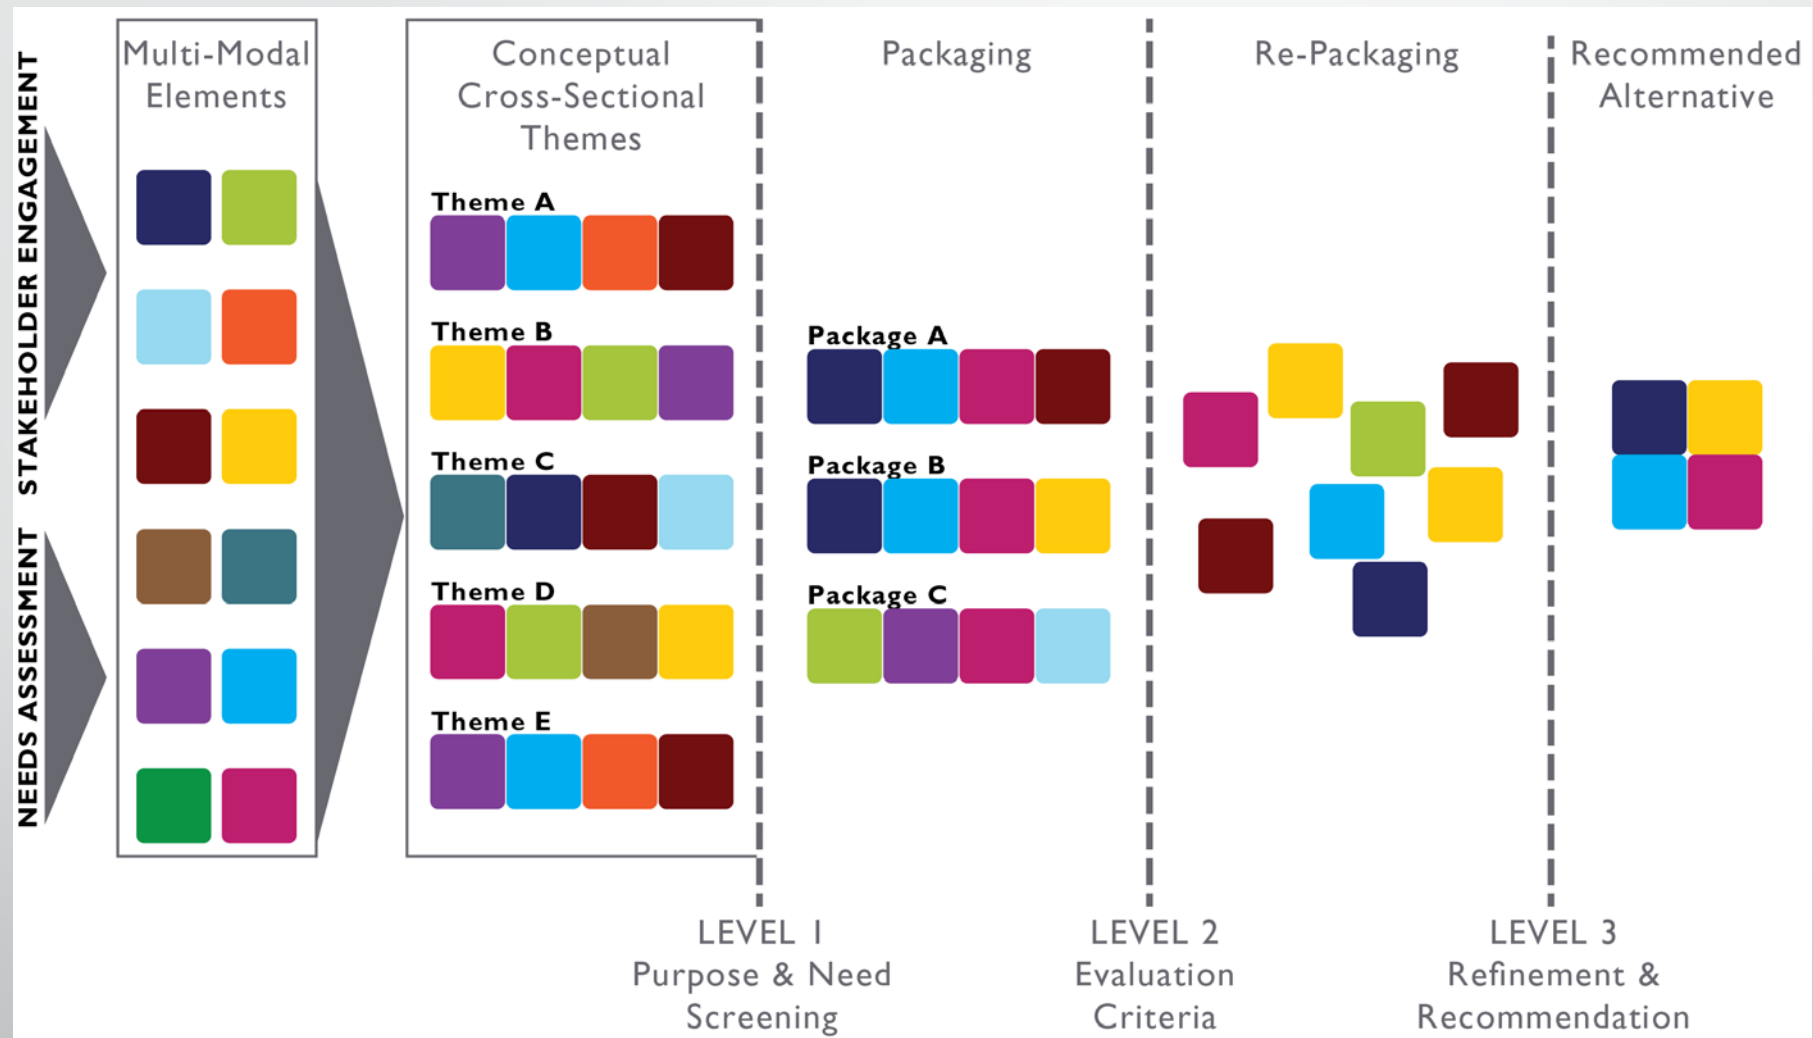 STAKEHOLDER ENGAGEMENT
NEEDS ASSESSMENT
Multi-Modal
Elements
Conceptual
Cross-Sectional
Themes
Theme A
Theme B
Theme C
Theme D
Theme E
Packaging
Package A
Package B
Package C
Re-Packaging
Recommended
Alternative
LEVEL 1
Purpose & Need
Screening
LEVEL 2
Evaluation
Criteria
LEVEL 3
Refinement &
Recommendation